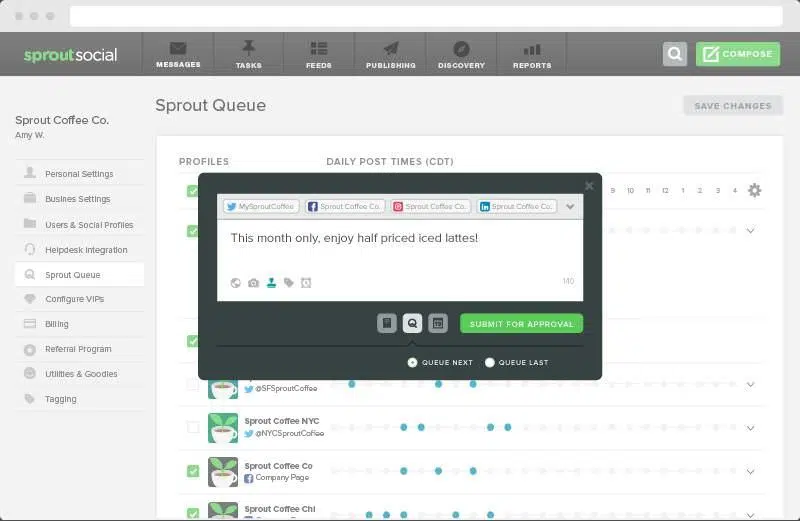 sproutsocial
MESSAGES
TASKS
FEEDS
PUBLISHING
DISCOVERY
REPORTS
COMPOSE
Sprout Coffee Co.
Amy W.
Sprout Queue
SAVE CHANGES
Personal Settings
Busines Settings
Users & Social Profiles
Helpdesk Integration
Sprout Queue
Configure VIPs
Billing
Referral Program
Utilities & Goodies
Tagging
PROFILES
DAILY POST TIMES (CDT)
9 10 11 12 1 2 3 4
MySproutCoffee
Sprout Coffee Co.
Sprout Coffee Co.
Sprout Coffee Co.
This month only, enjoy half priced iced lattes!
140
SUBMIT FOR APPROVAL
QUEUE NEXT
QUEUE LAST
@SFSproutCoffee
Sprout Coffee NYC
@NYCSproutCoffee
Sprout Coffee Co
Company Page
Sprout Coffee Chi